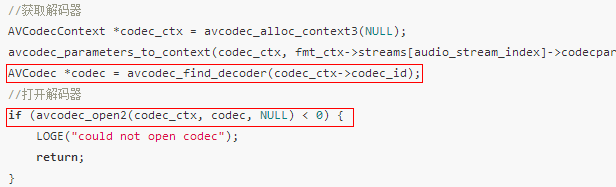 //获取解码器
AVCodecContext *codec_ctx = avcodec_alloc_context3(NULL);
avcodec_parameters_to_context(codec_ctx, fmt_ctx->streams[audio_stream_index]->codecpar
AVCodec *codec = avcodec_find_decoder(codec_ctx->codec_id);
//打开解码器
if (avcodec_open2(codec_ctx, codec, NULL) < 0) {
LOGE("could not open codec");
return;
}